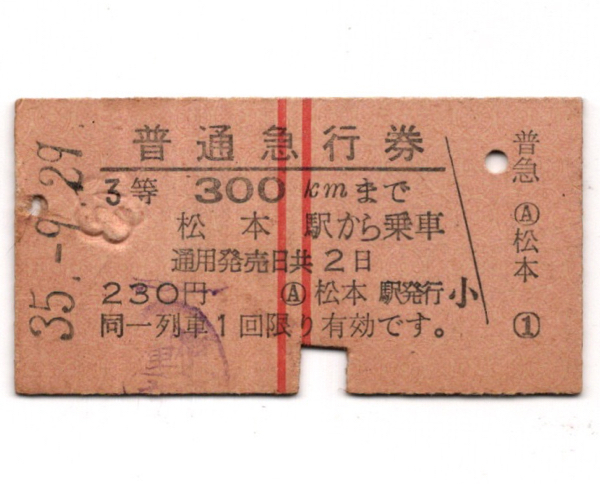 普通急行券
3等 300kmまで
松本駅から乗車
通用発売日共2日
230円 Ⓐ松本駅発行 小
同一列車1回限り有効です。
35.-9.29
普急 Ⓐ松本 ①